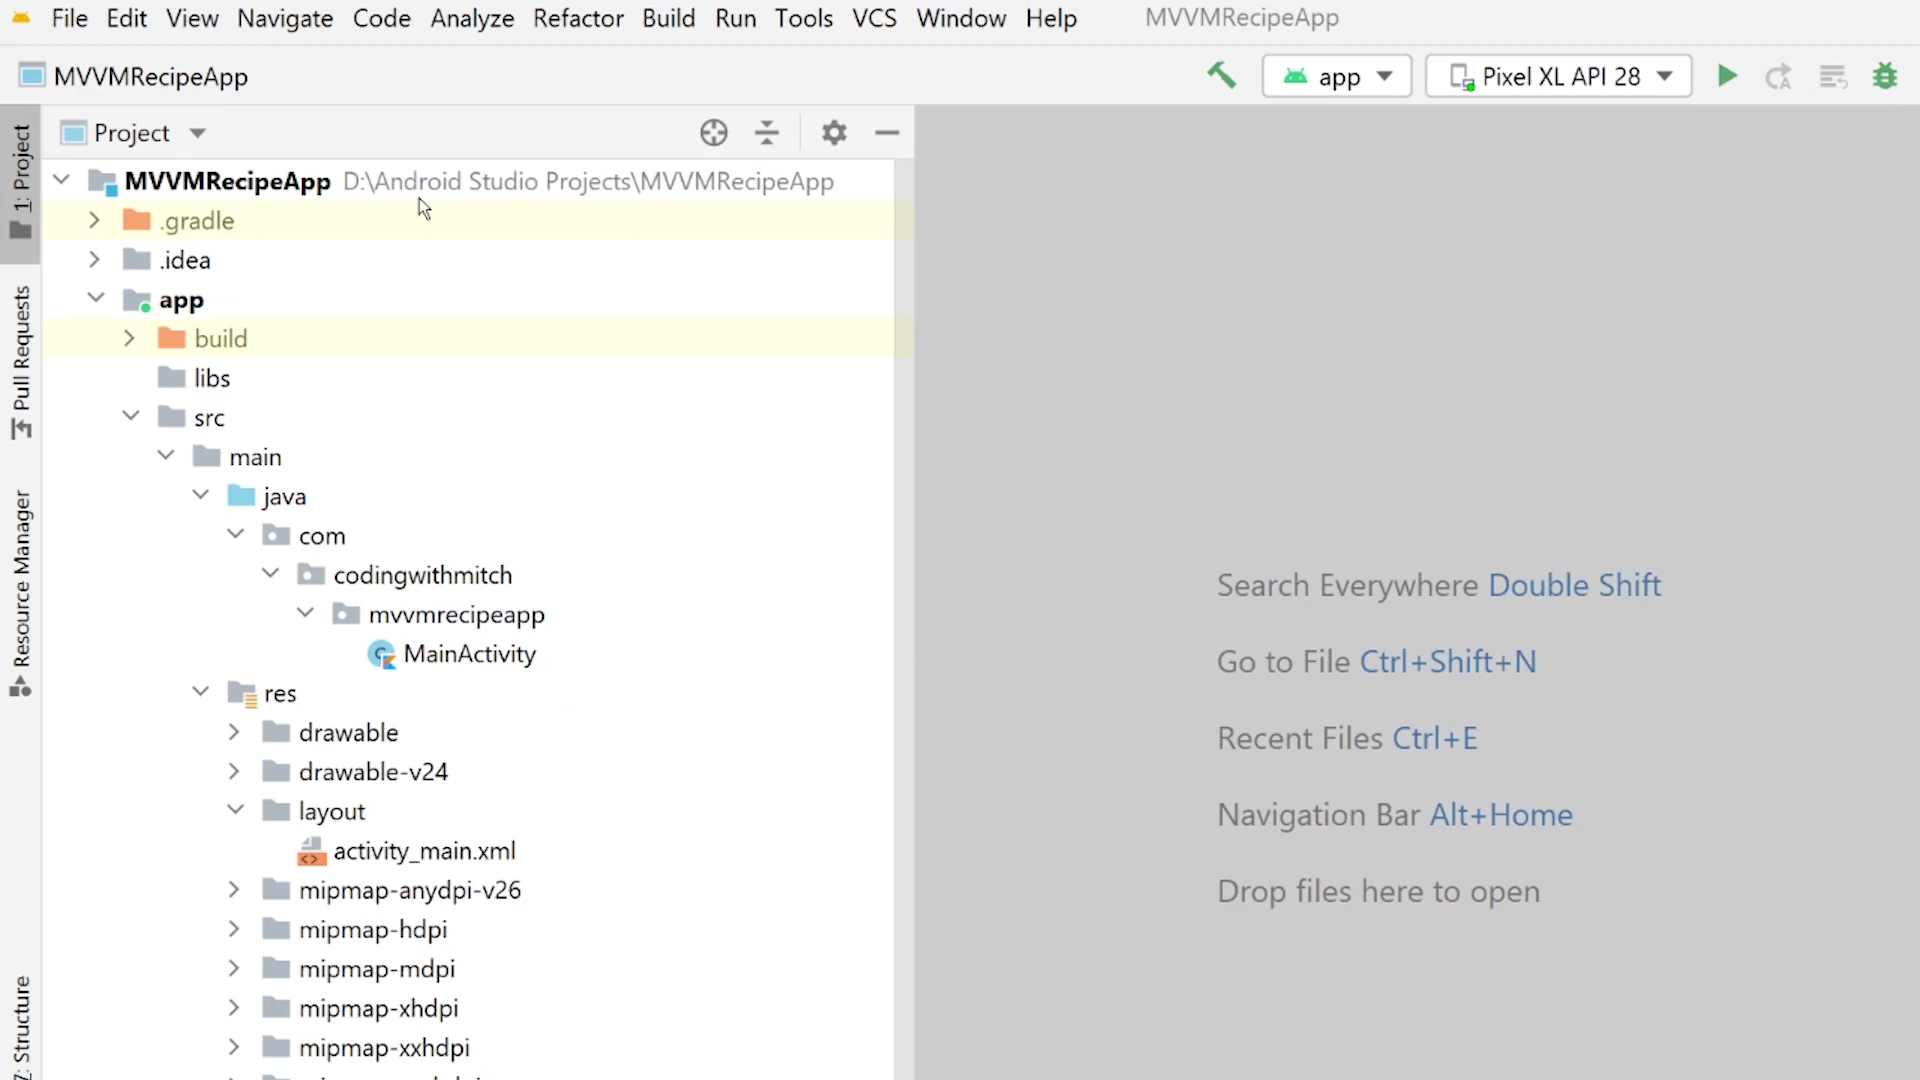 File Edit View Navigate Code Analyze Refactor Build Run Tools VCS Window Help MVVMRecipeApp
MVVMRecipeApp app Pixel XL API 28
1: Project
Pull Requests
Resource Manager
7: Structure
Project
MVVMRecipeApp D:\Android Studio Projects\MVVMRecipeApp
.gradle
.idea
app
build
libs
src
main
java
com
codingwithmitch
mvvmrecipeapp
MainActivity
res
drawable
drawable-v24
layout
activity_main.xml
mipmap-anydpi-v26
mipmap-hdpi
mipmap-mdpi
mipmap-xhdpi
mipmap-xxhdpi
Search Everywhere Double Shift
Go to File Ctrl+Shift+N
Recent Files Ctrl+E
Navigation Bar Alt+Home
Drop files here to open